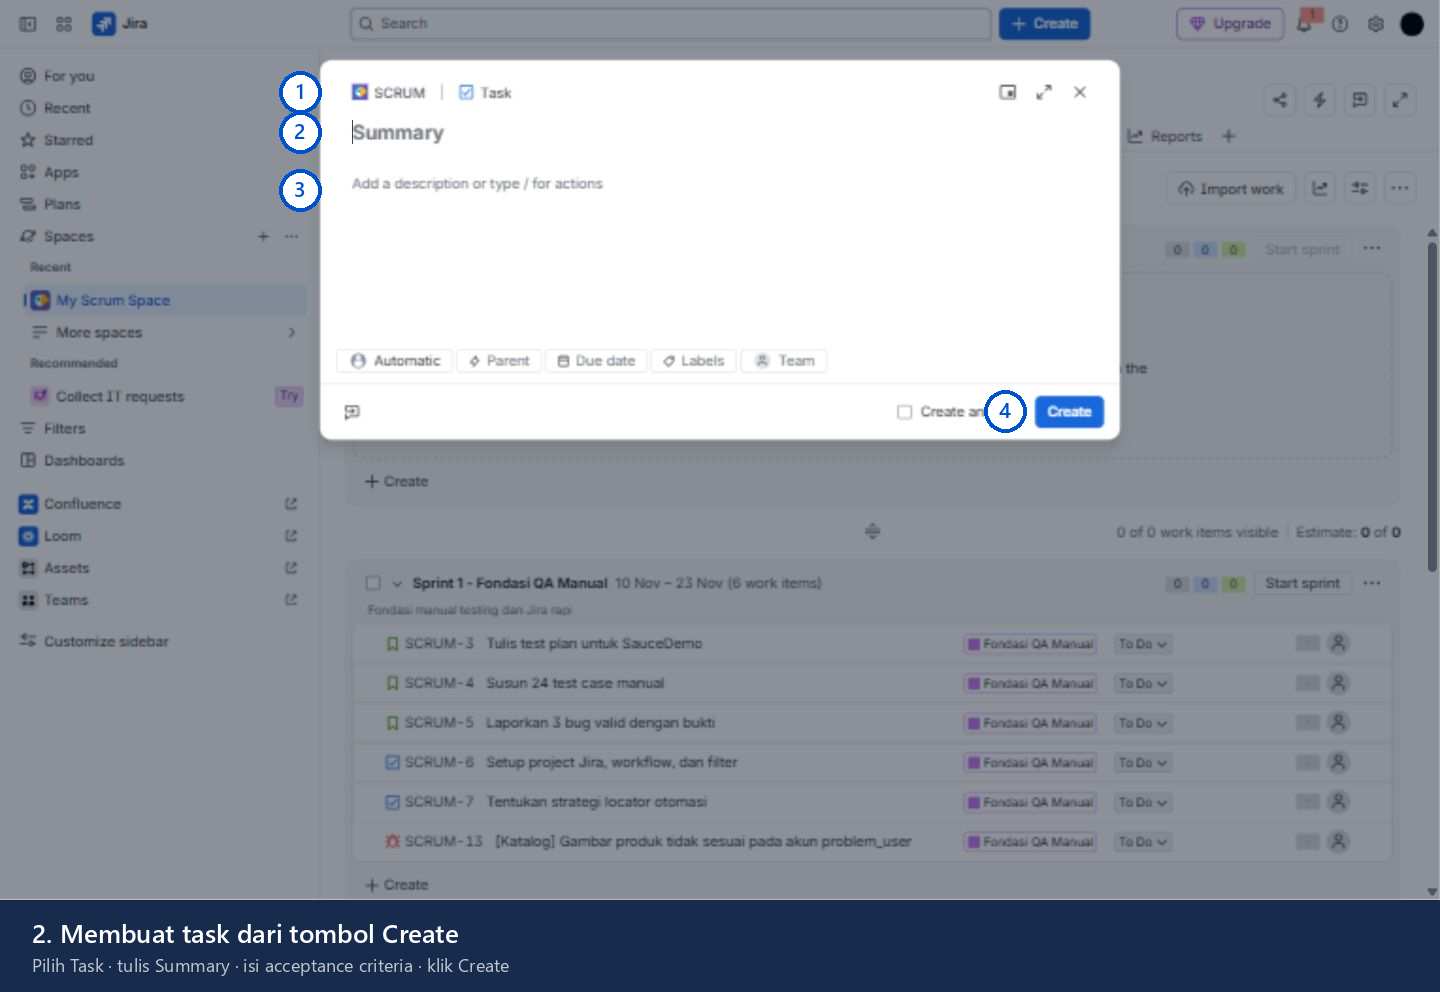 Jira
Search
+ Create
Upgrade
1
For you
Recent
Starred
Apps
Plans
Spaces
Recent
My Scrum Space
More spaces
Recommended
Collect IT requests
Try
Filters
Dashboards
Confluence
Loom
Assets
Teams
Customize sidebar
1
SCRUM
Task
2
Summary
3
Add a description or type / for actions
Automatic
Parent
Due date
Labels
Team
Create an
4
Create
Reports
Import work
0 0 0
Start sprint
the
+ Create
0 of 0 work items visible
Estimate: 0 of 0
Sprint 1 - Fondasi QA Manual 10 Nov – 23 Nov (6 work items)
0 0 0
Start sprint
Fondasi manual testing dan Jira rapi
SCRUM-3 Tulis test plan untuk SauceDemo Fondasi QA Manual To Do
SCRUM-4 Susun 24 test case manual Fondasi QA Manual To Do
SCRUM-5 Laporkan 3 bug valid dengan bukti Fondasi QA Manual To Do
SCRUM-6 Setup project Jira, workflow, dan filter Fondasi QA Manual To Do
SCRUM-7 Tentukan strategi locator otomasi Fondasi QA Manual To Do
SCRUM-13 [Katalog] Gambar produk tidak sesuai pada akun problem_user Fondasi QA Manual To Do
+ Create
2. Membuat task dari tombol Create
Pilih Task · tulis Summary · isi acceptance criteria · klik Create